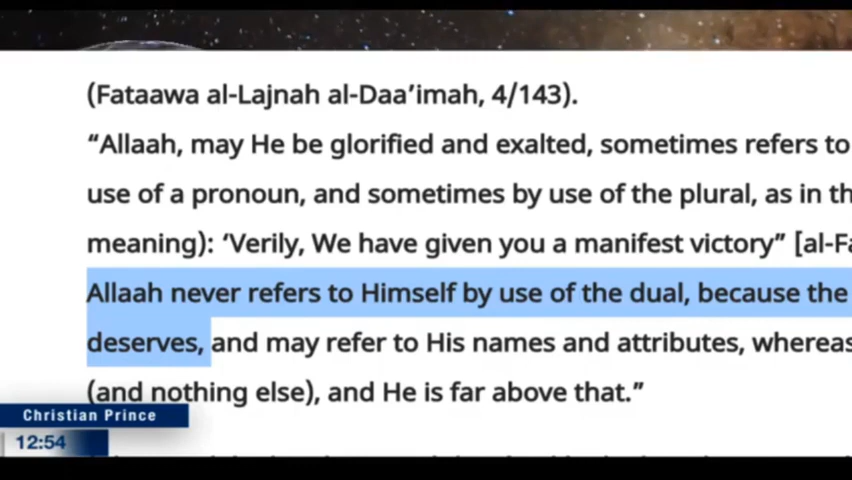 (Fataawa al-Lajnah al-Daa’imah, 4/143).
“Allaah, may He be glorified and exalted, sometimes refers to
use of a pronoun, and sometimes by use of the plural, as in th
meaning): ‘Verily, We have given you a manifest victory” [al-Fa
Allaah never refers to Himself by use of the dual, because the
deserves, and may refer to His names and attributes, whereas
(and nothing else), and He is far above that.”
Christian Prince
12:54